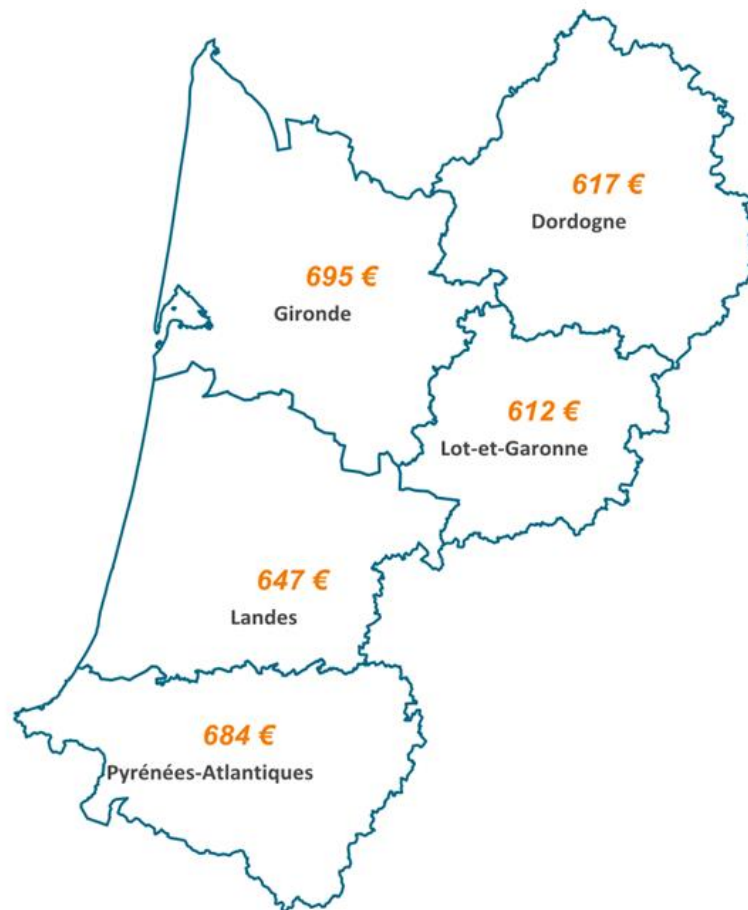 617 €
Dordogne
695 €
Gironde
612 €
Lot-et-Garonne
647 €
Landes
684 €
Pyrénées-Atlantiques